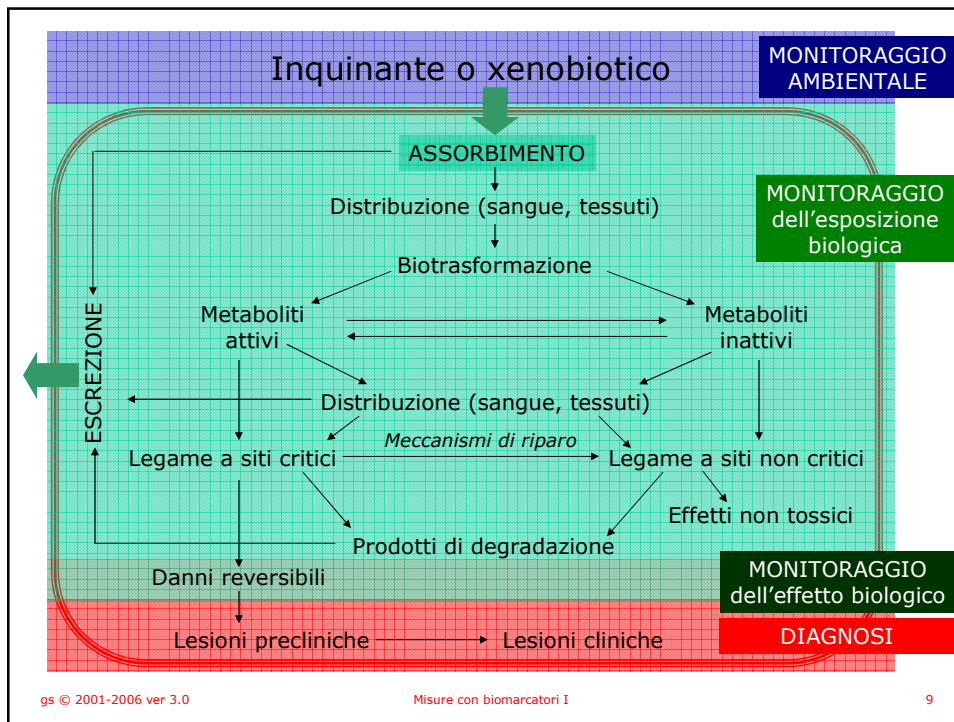 Inquinante o xenobiotico
MONITORAGGIO
AMBIENTALE
ASSORBIMENTO
Distribuzione (sangue, tessuti)
MONITORAGGIO
dell'esposizione
biologica
Biotrasformazione
Metaboliti
attivi
Metaboliti
inattivi
ESCREZIONE
Distribuzione (sangue, tessuti)
Meccanismi di riparo
Legame a siti critici
Legame a siti non critici
Effetti non tossici
Prodotti di degradazione
Danni reversibili
MONITORAGGIO
dell'effetto biologico
Lesioni precliniche
Lesioni cliniche
DIAGNOSI
gs © 2001-2006 ver 3.0
Misure con biomarcatori I
9